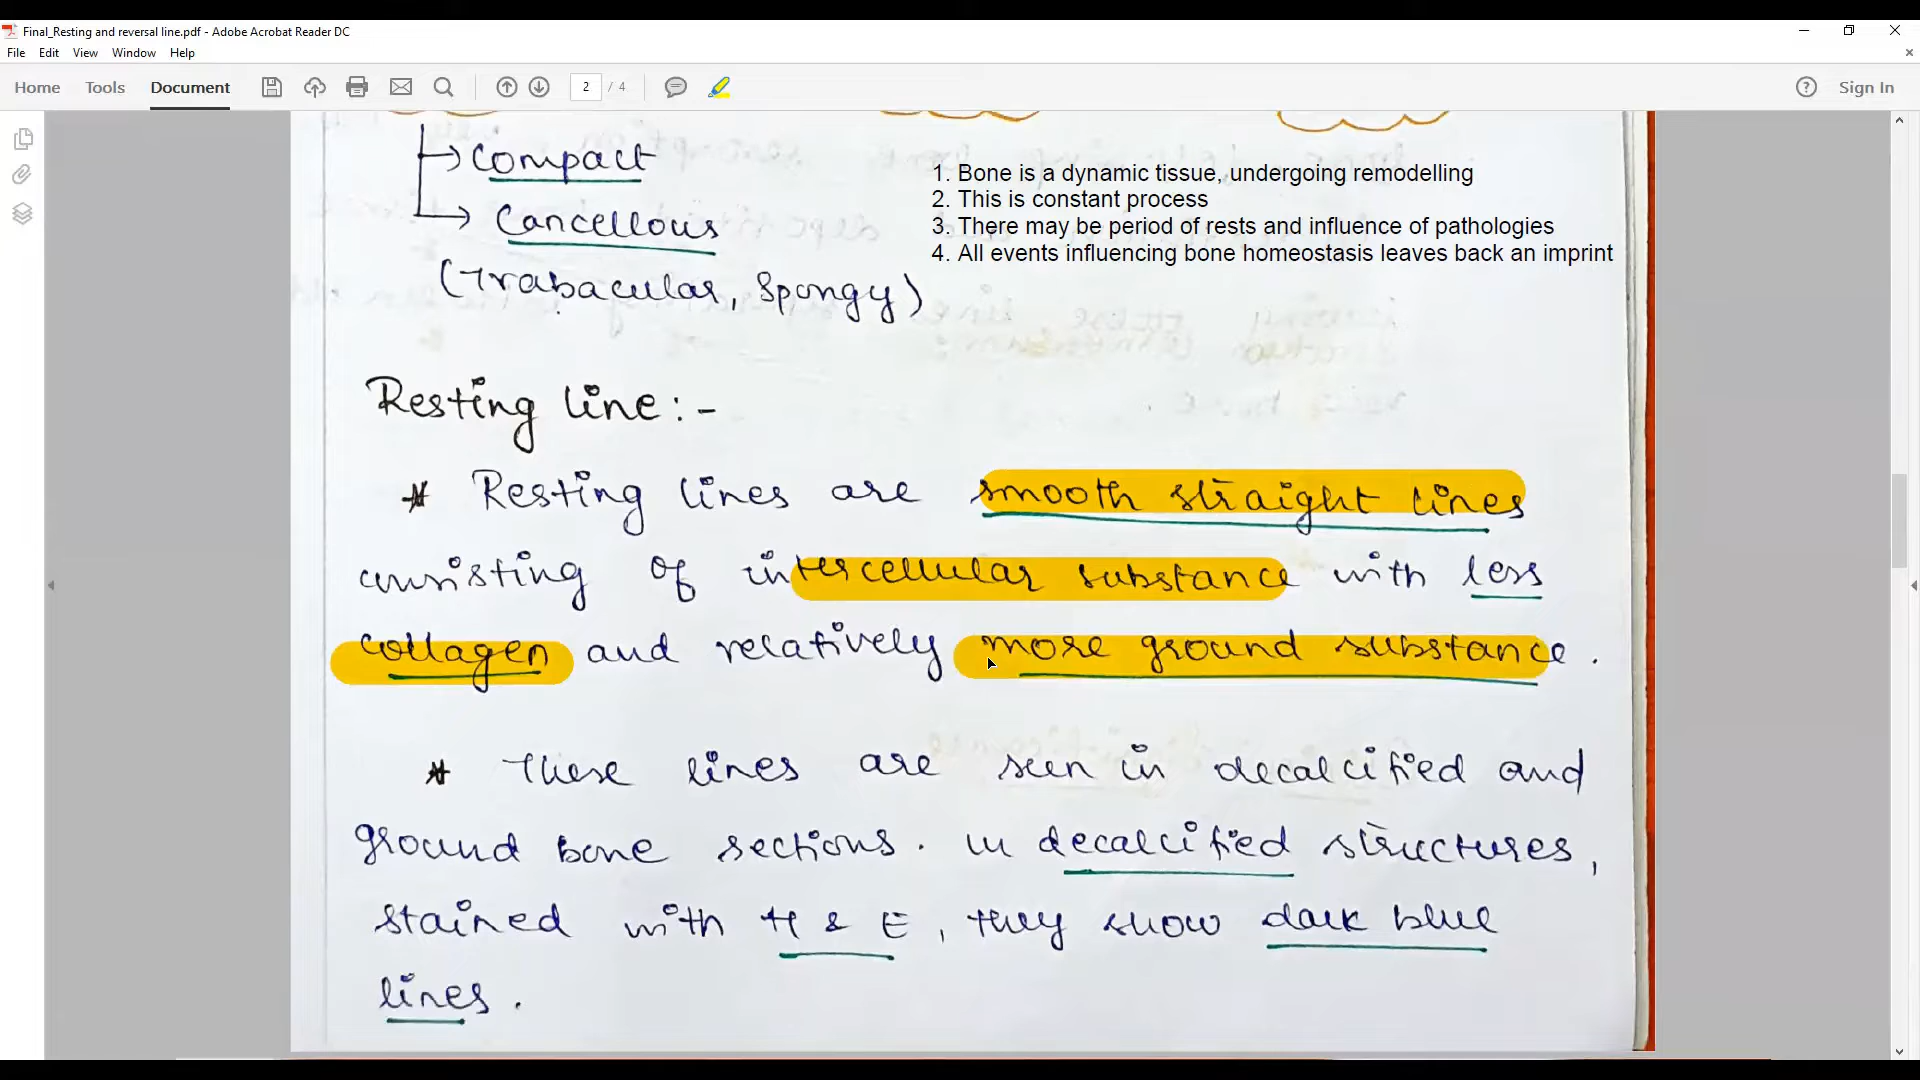 Final_Resting and reversal line.pdf - Adobe Acrobat Reader DC
File Edit View Window Help
Home Tools Document 2 / 4 Sign In
Compact
Cancellous
(Trabacular, Spongy)
1. Bone is a dynamic tissue, undergoing remodelling
2. This is constant process
3. There may be period of rests and influence of pathologies
4. All events influencing bone homeostasis leaves back an imprint
Resting line:-
* Resting lines are smooth straight lines
consisting of intercellular substance with less
collagen and relatively more ground substance.
* These lines are seen in decalcified and
ground bone sections. In decalcified structures,
stained with H & E, they show dark blue
lines.